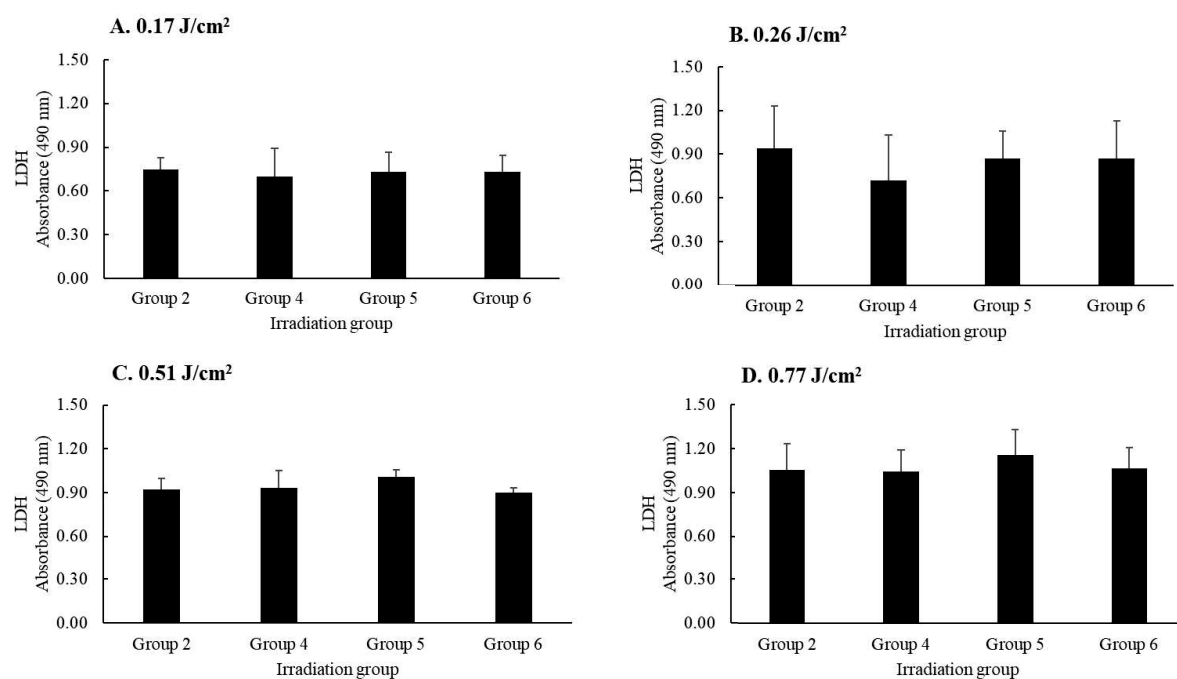 A. 0.17 J/cm²
LDH
Absorbance (490 nm)
1.50
1.20
0.90
0.60
0.30
0.00
Group 2 Group 4 Group 5 Group 6
Irradiation group
B. 0.26 J/cm²
LDH
Absorbance (490 nm)
1.50
1.20
0.90
0.60
0.30
0.00
Group 2 Group 4 Group 5 Group 6
Irradiation group
C. 0.51 J/cm²
LDH
Absorbance (490 nm)
1.50
1.20
0.90
0.60
0.30
0.00
Group 2 Group 4 Group 5 Group 6
Irradiation group
D. 0.77 J/cm²
LDH
Absorbance (490 nm)
1.50
1.20
0.90
0.60
0.30
0.00
Group 2 Group 4 Group 5 Group 6
Irradiation group